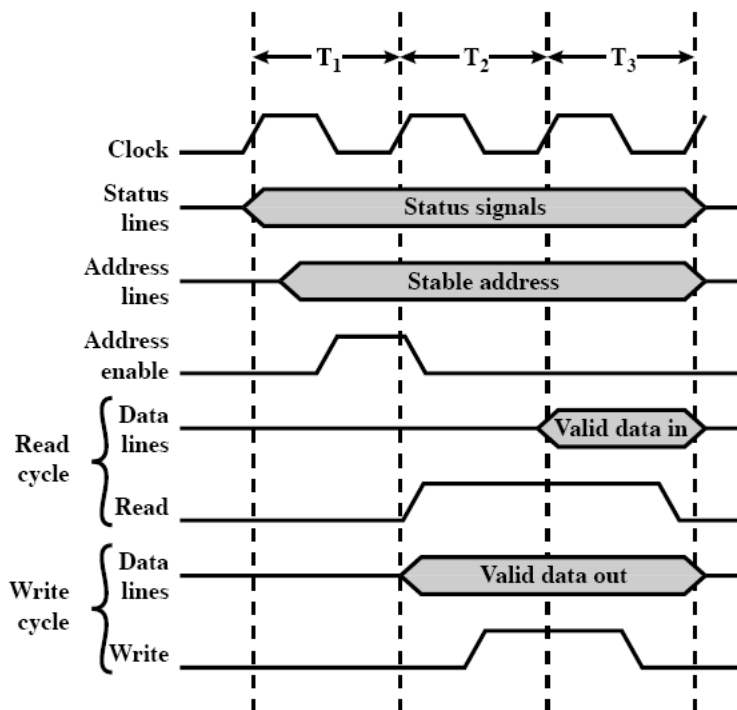 T1 T2 T3
Clock
Status
lines
Status signals
Address
lines
Stable address
Address
enable
Read
cycle
Data
lines
Valid data in
Read
Write
cycle
Data
lines
Valid data out
Write